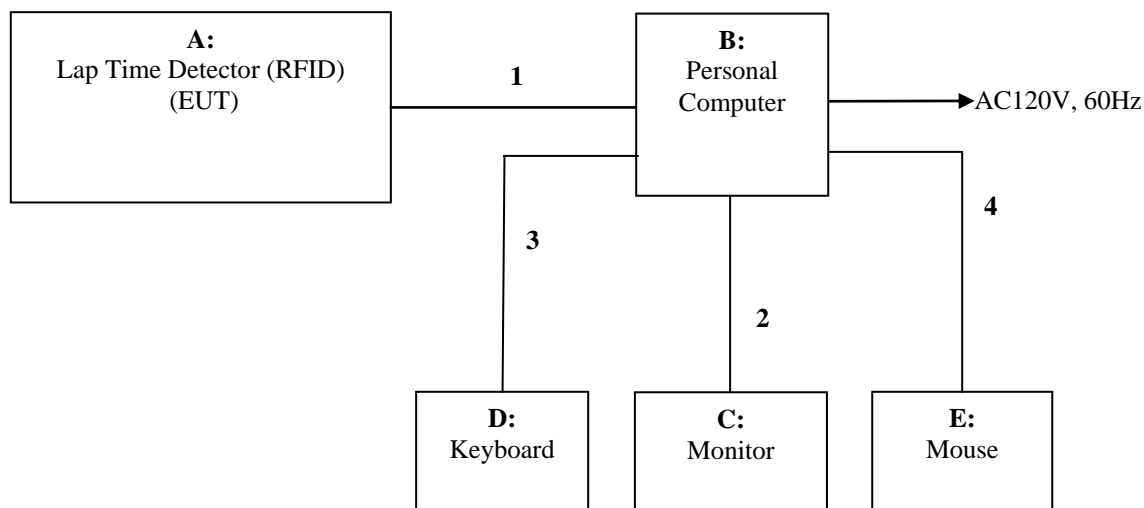 A:
Lap Time Detector (RFID)
(EUT)
1
B:
Personal
Computer
AC120V, 60Hz
3
2
4
D:
Keyboard
C:
Monitor
E:
Mouse